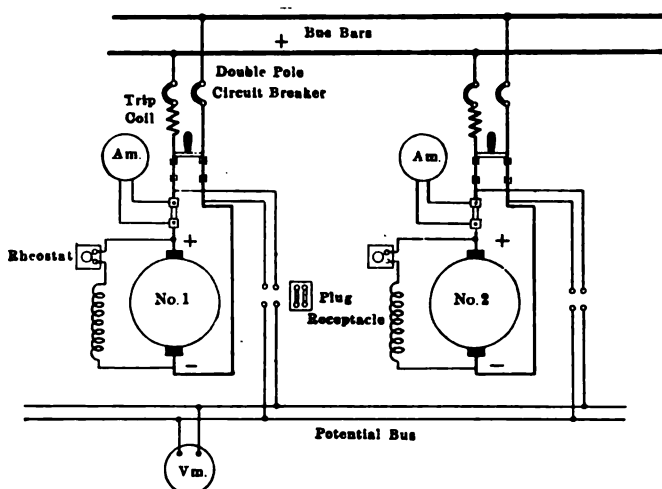 Bus Bars
+
Double Pole
Circuit Breaker
Trip
Coil
Am.
Am.
Rheostat
+
+
No. 1
Plug
Receptacle
No. 2
−
−
Potential Bus
Vm.